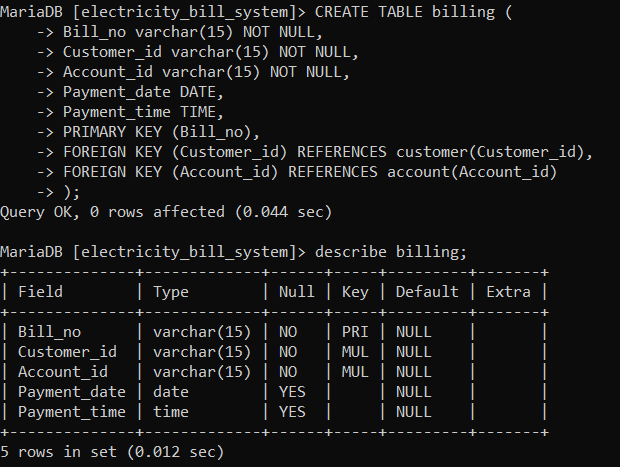 MariaDB [electricity_bill_system]> CREATE TABLE billing (
    -> Bill_no varchar(15) NOT NULL,
    -> Customer_id varchar(15) NOT NULL,
    -> Account_id varchar(15) NOT NULL,
    -> Payment_date DATE,
    -> Payment_time TIME,
    -> PRIMARY KEY (Bill_no),
    -> FOREIGN KEY (Customer_id) REFERENCES customer(Customer_id),
    -> FOREIGN KEY (Account_id) REFERENCES account(Account_id)
    -> );
Query OK, 0 rows affected (0.044 sec)

MariaDB [electricity_bill_system]> describe billing;
+--------------+-------------+------+-----+---------+-------+
| Field        | Type        | Null | Key | Default | Extra |
+--------------+-------------+------+-----+---------+-------+
| Bill_no      | varchar(15) | NO   | PRI | NULL    |       |
| Customer_id  | varchar(15) | NO   | MUL | NULL    |       |
| Account_id   | varchar(15) | NO   | MUL | NULL    |       |
| Payment_date | date        | YES  |     | NULL    |       |
| Payment_time | time        | YES  |     | NULL    |       |
+--------------+-------------+------+-----+---------+-------+
5 rows in set (0.012 sec)